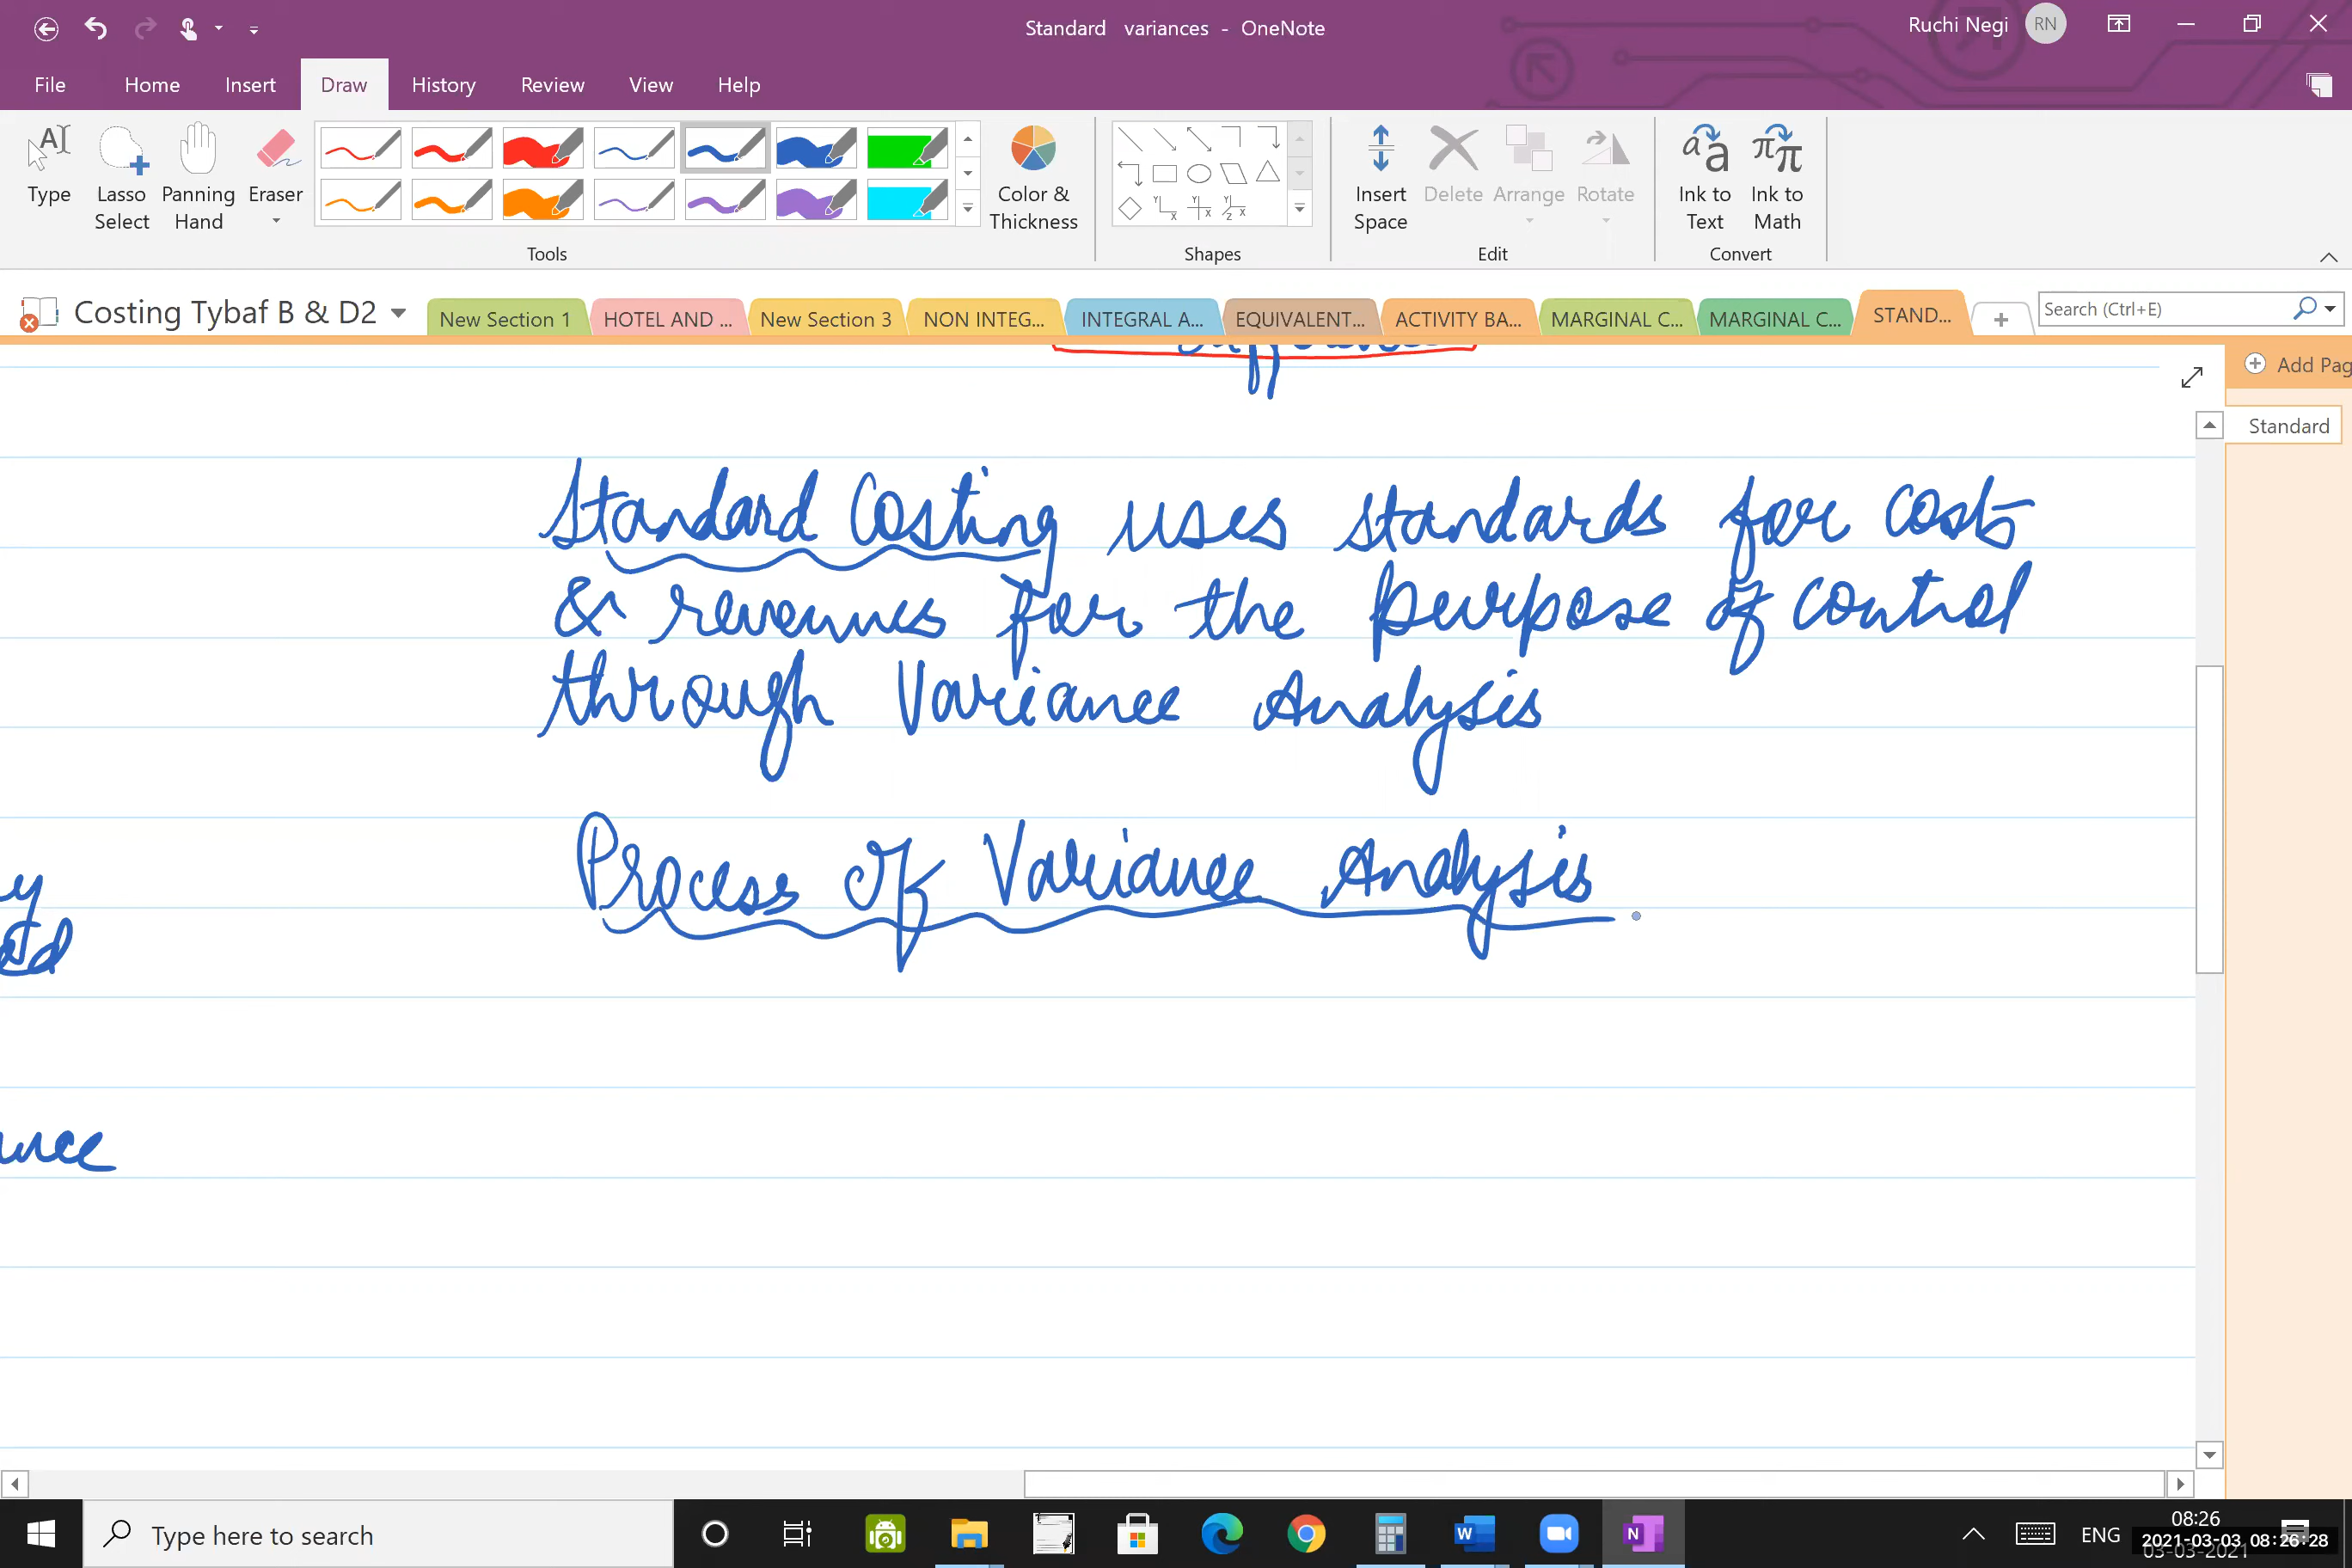 Standard variances - OneNote
Ruchi Negi RN
File Home Insert Draw History Review View Help
Type
Lasso Select
Panning Hand
Eraser
Color & Thickness
Insert Space
Delete
Arrange
Rotate
Ink to Text
Ink to Math
Tools Shapes Edit Convert
Costing Tybaf B & D2
New Section 1 HOTEL AND ... New Section 3 NON INTEG... INTEGRAL A... EQUIVALENT... ACTIVITY BA... MARGINAL C... MARGINAL C... STAND...
Search (Ctrl+E)
Add Pag
Standard
Standard Costing uses standards for costs
& revenues for the purpose of control
through Variance Analysis
Process Of Variance Analysis
Type here to search
ENG
08:26
03-03-2021
2021-03-03 08:26:28